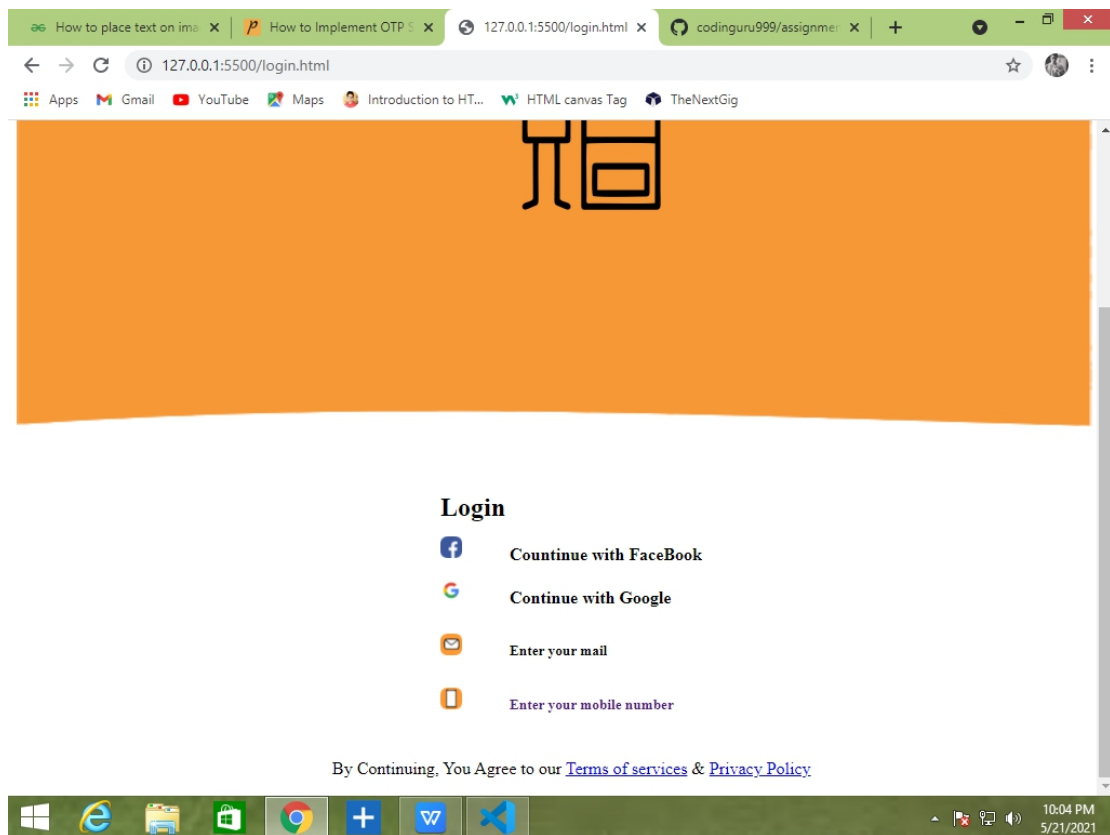 How to place text on ima
How to Implement OTP S
127.0.0.1:5500/login.html
codinguru999/assignmen
127.0.0.1:5500/login.html
Apps
Gmail
YouTube
Maps
Introduction to HT...
HTML canvas Tag
TheNextGig
Login
Countinue with FaceBook
Continue with Google
Enter your mail
Enter your mobile number
By Continuing, You Agree to our Terms of services & Privacy Policy
10:04 PM
5/21/2021